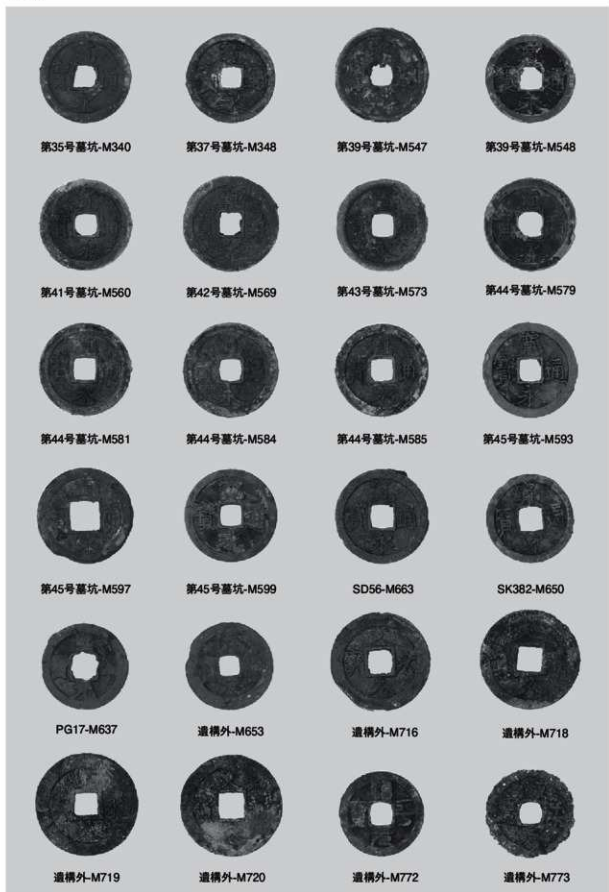 第35号墓坑-M340 第37号墓坑-M348 第39号墓坑-M547 第39号墓坑-M548
第41号墓坑-M560 第42号墓坑-M569 第43号墓坑-M573 第44号墓坑-M579
第44号墓坑-M581 第44号墓坑-M584 第44号墓坑-M585 第45号墓坑-M593
第45号墓坑-M597 第45号墓坑-M599 SD56-M663 SK382-M650
PG17-M637 遺構外-M653 遺構外-M716 遺構外-M718
遺構外-M719 遺構外-M720 遺構外-M772 遺構外-M773